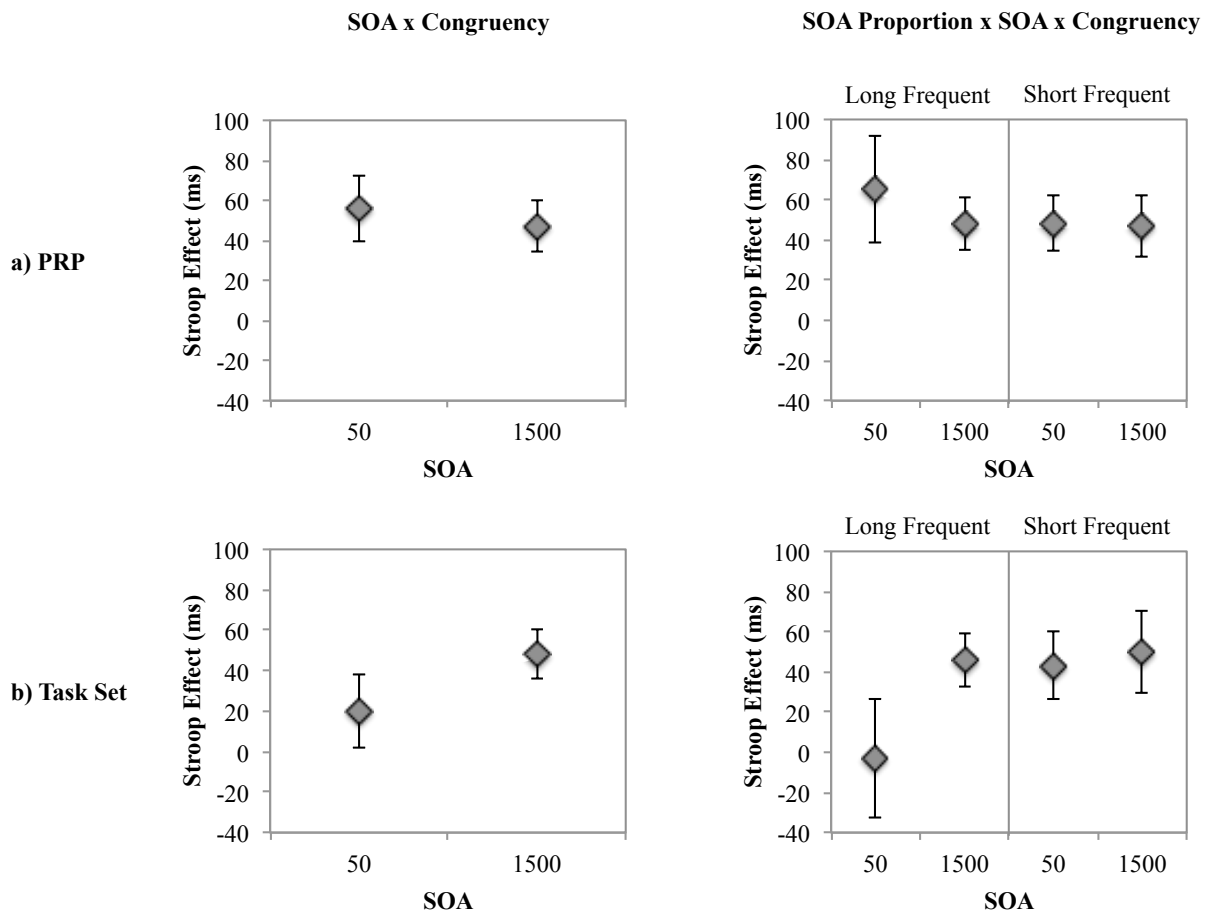 SOA x Congruency
SOA Proportion x SOA x Congruency
a) PRP
Stroop Effect (ms)
100
80
60
40
20
0
-20
-40
50 1500
SOA
Long Frequent Short Frequent
Stroop Effect (ms)
100
80
60
40
20
0
-20
-40
50 1500 50 1500
SOA
b) Task Set
Stroop Effect (ms)
100
80
60
40
20
0
-20
-40
50 1500
SOA
Long Frequent Short Frequent
Stroop Effect (ms)
100
80
60
40
20
0
-20
-40
50 1500 50 1500
SOA